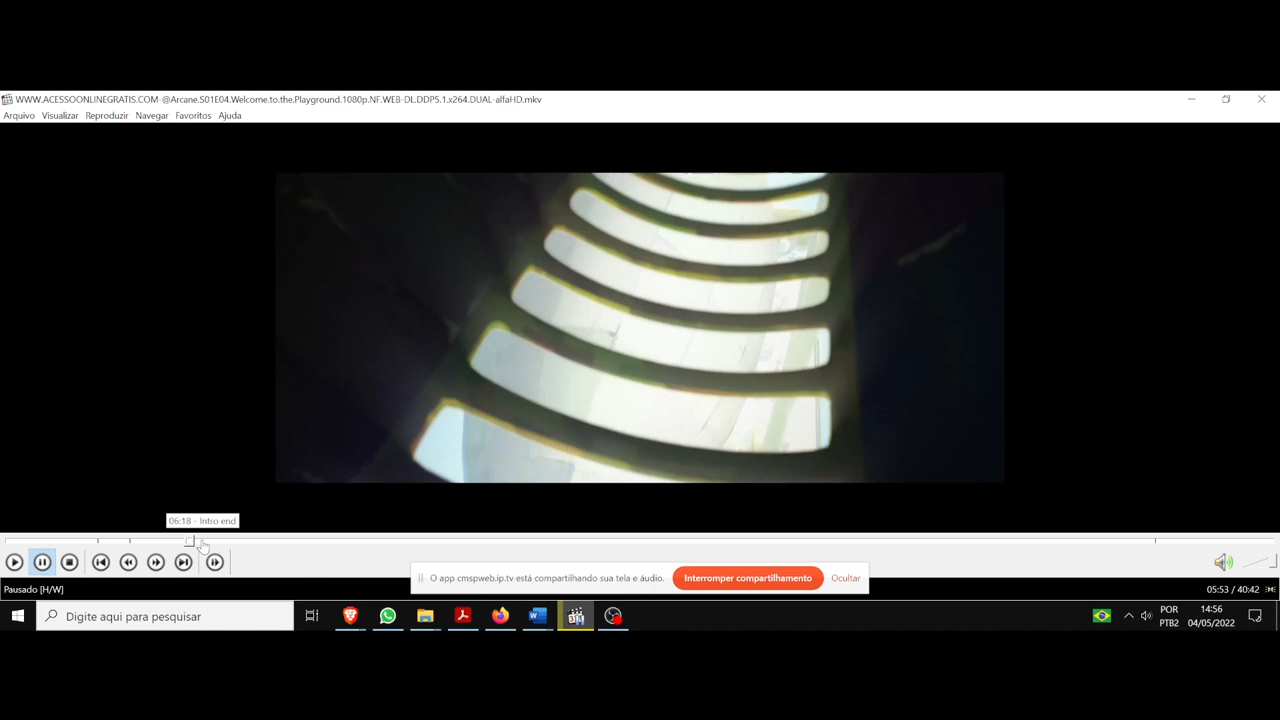 WWW.ACESSOONLINEGRATIS.COM-@Arcane.S01E04.Welcome.to.the.Playground.1080p.NF.WEB-DL.DDP5.1.x264.DUAL-alfaHD.mkv
Arquivo Visualizar Reproduzir Navegar Favoritos Ajuda
06:18 - Intro end
O app cmspweb.ip.tv está compartilhando sua tela e áudio. Interromper compartilhamento Ocultar
Pausado [H/W] 05:53 / 40:42
Digite aqui para pesquisar
POR 14:56
PTB2 04/05/2022